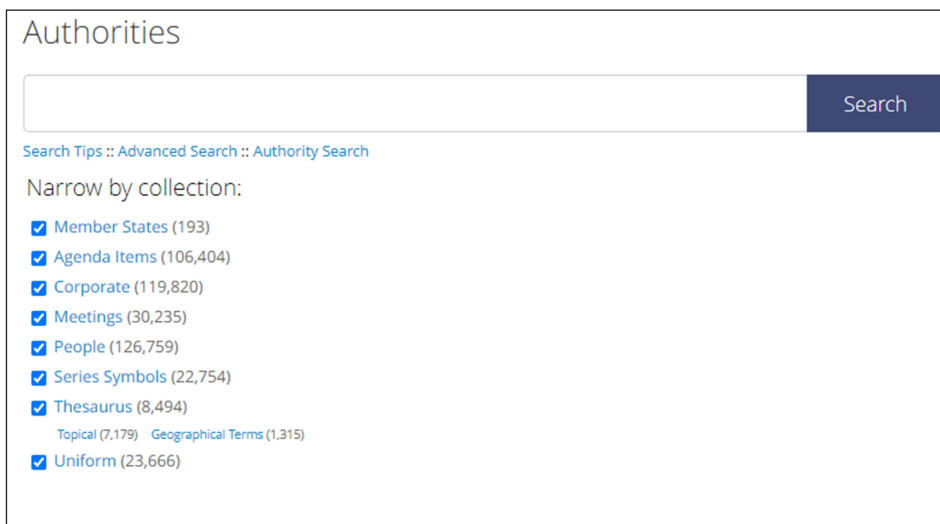 Authorities
Search
Search Tips :: Advanced Search :: Authority Search
Narrow by collection:
Member States (193)
Agenda Items (106,404)
Corporate (119,820)
Meetings (30,235)
People (126,759)
Series Symbols (22,754)
Thesaurus (8,494)
Topical (7,179) Geographical Terms (1,315)
Uniform (23,666)